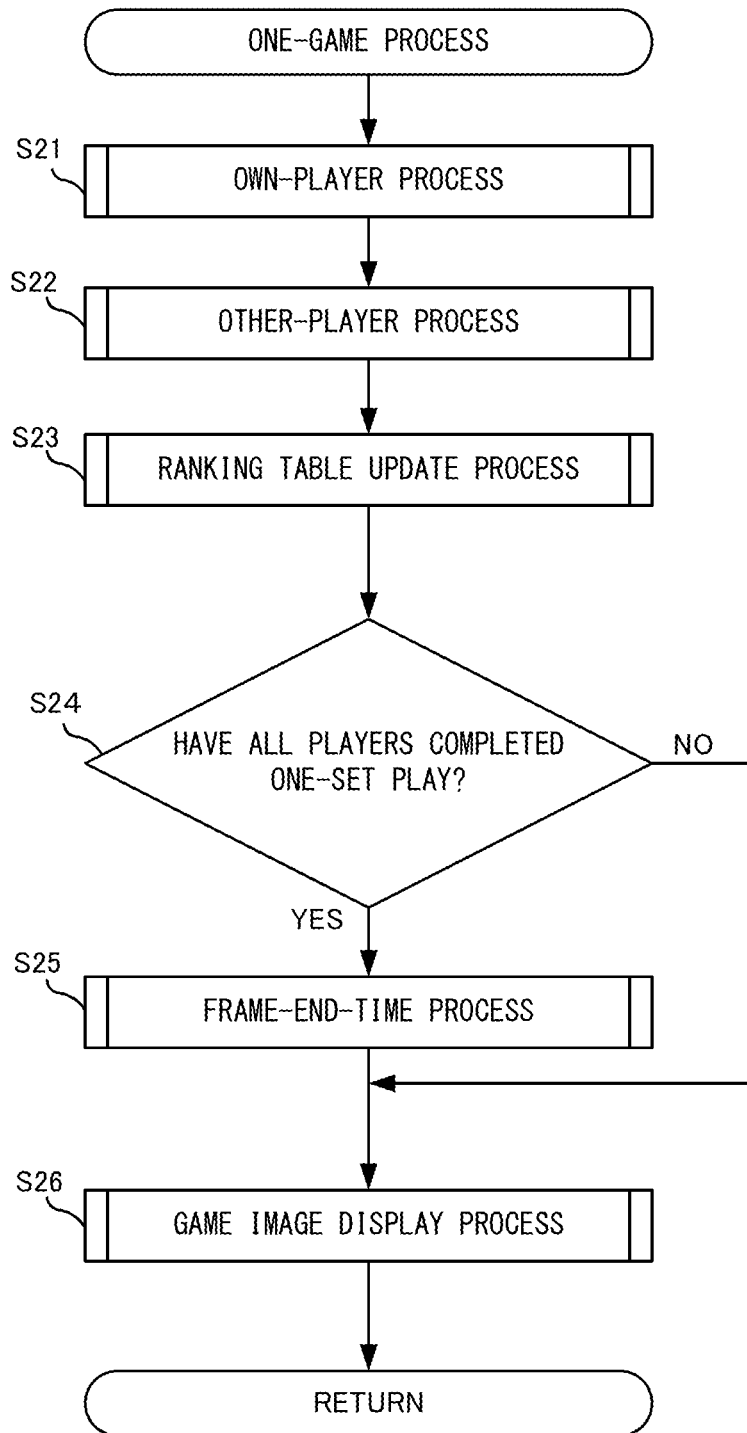 ONE-GAME PROCESS
S21
OWN-PLAYER PROCESS
S22
OTHER-PLAYER PROCESS
S23
RANKING TABLE UPDATE PROCESS
S24
HAVE ALL PLAYERS COMPLETED
ONE-SET PLAY?
NO
YES
S25
FRAME-END-TIME PROCESS
S26
GAME IMAGE DISPLAY PROCESS
RETURN